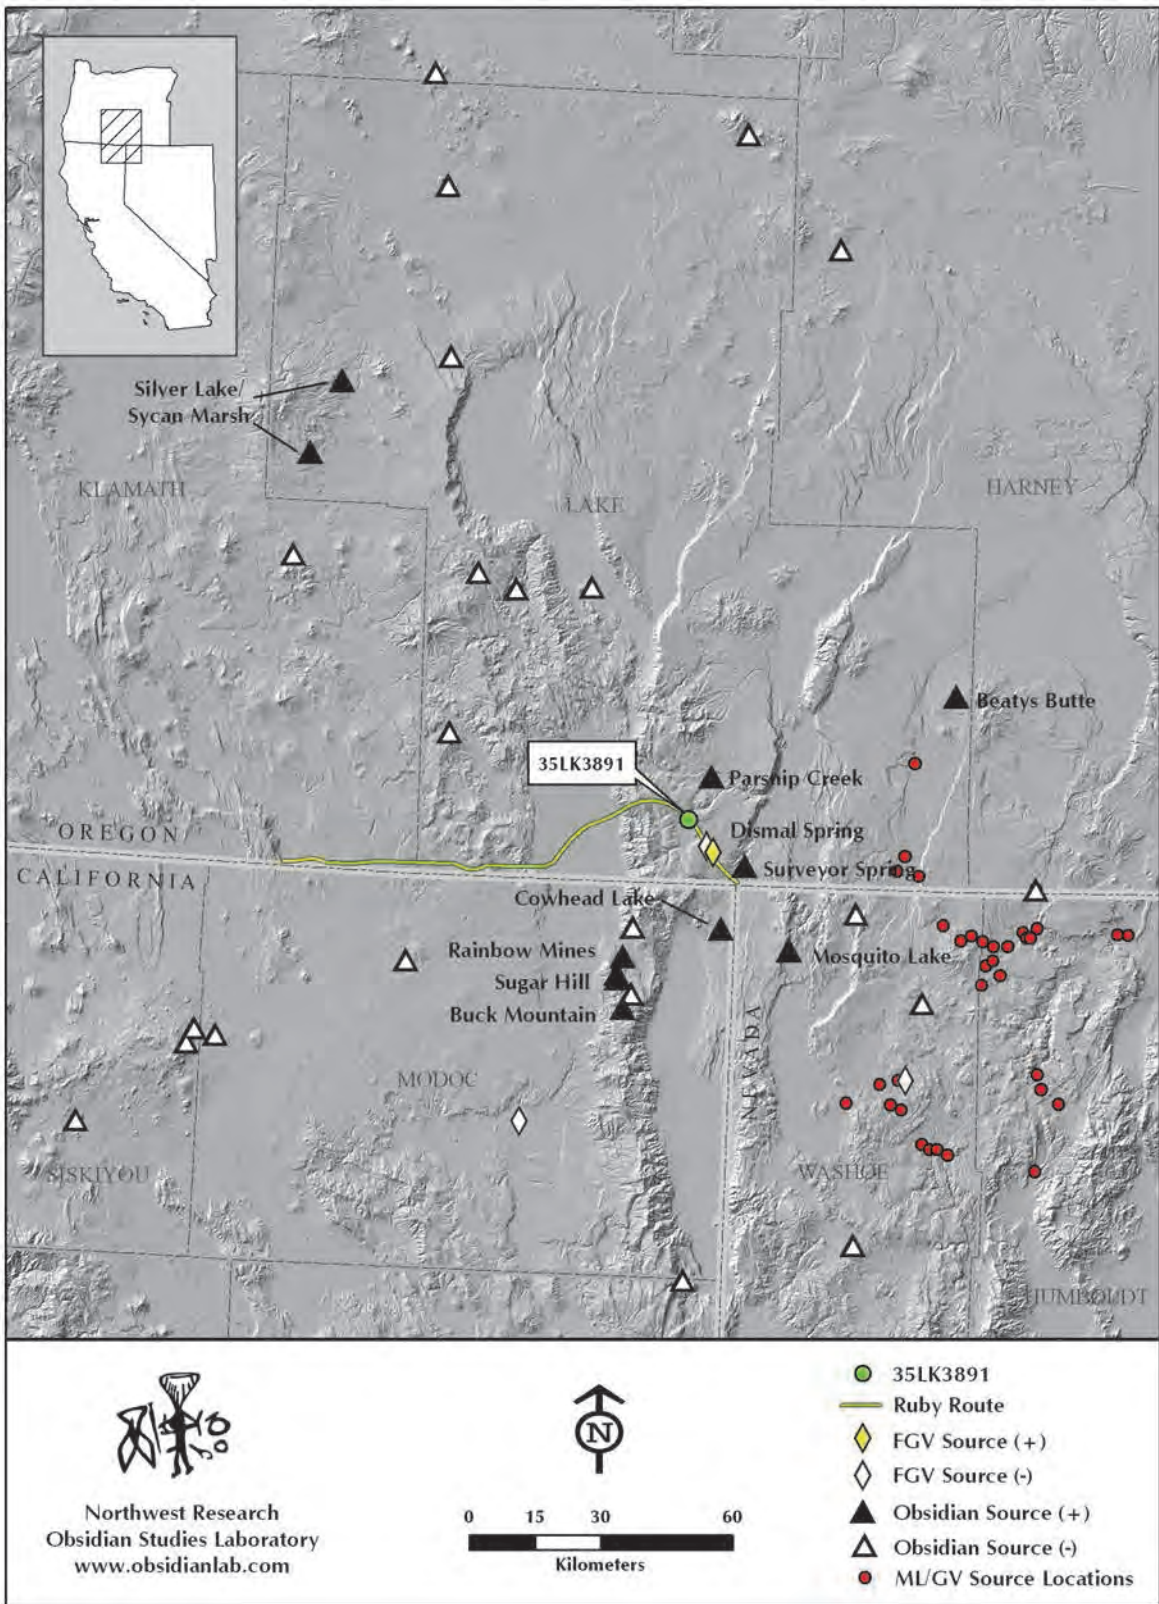 Silver Lake/
Sycan Marsh
KLAMATH
LAKE
HARNEY
Beatys Butte
35LK3891
Parsnip Creek
Dismal Spring
OREGON
Surveyor Spring
CALIFORNIA
Cowhead Lake
Rainbow Mines
Mosquito Lake
Sugar Hill
Buck Mountain
NEVADA
MODOC
SISKIYOU
WASHOE
HUMBOLDT
N
Northwest Research
Obsidian Studies Laboratory
www.obsidianlab.com
0 15 30 60
Kilometers
35LK3891
Ruby Route
FGV Source (+)
FGV Source (-)
Obsidian Source (+)
Obsidian Source (-)
ML/GV Source Locations